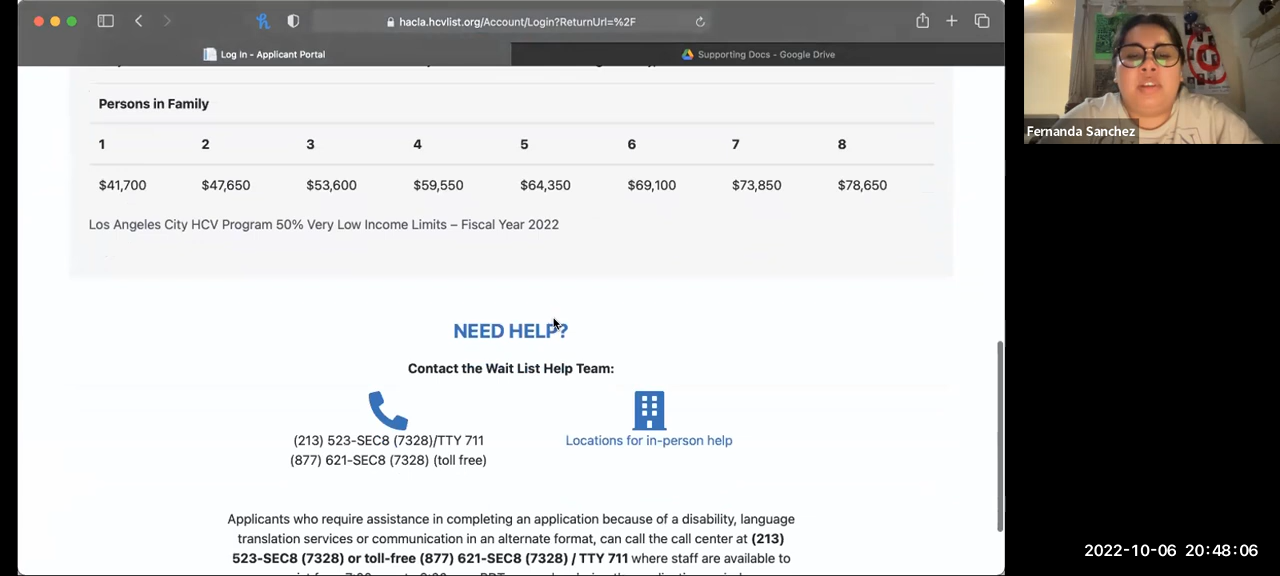 hacla.hcvlist.org/Account/Login?ReturnUrl=%2F
Log In - Applicant Portal
Supporting Docs - Google Drive
Persons in Family
1 2 3 4 5 6 7 8
$41,700 $47,650 $53,600 $59,550 $64,350 $69,100 $73,850 $78,650
Los Angeles City HCV Program 50% Very Low Income Limits – Fiscal Year 2022
NEED HELP?
Contact the Wait List Help Team:
(213) 523-SEC8 (7328)/TTY 711
(877) 621-SEC8 (7328) (toll free)
Locations for in-person help
Applicants who require assistance in completing an application because of a disability, language
translation services or communication in an alternate format, can call the call center at (213)
523-SEC8 (7328) or toll-free (877) 621-SEC8 (7328) / TTY 711 where staff are available to
Fernanda Sanchez
2022-10-06 20:48:06